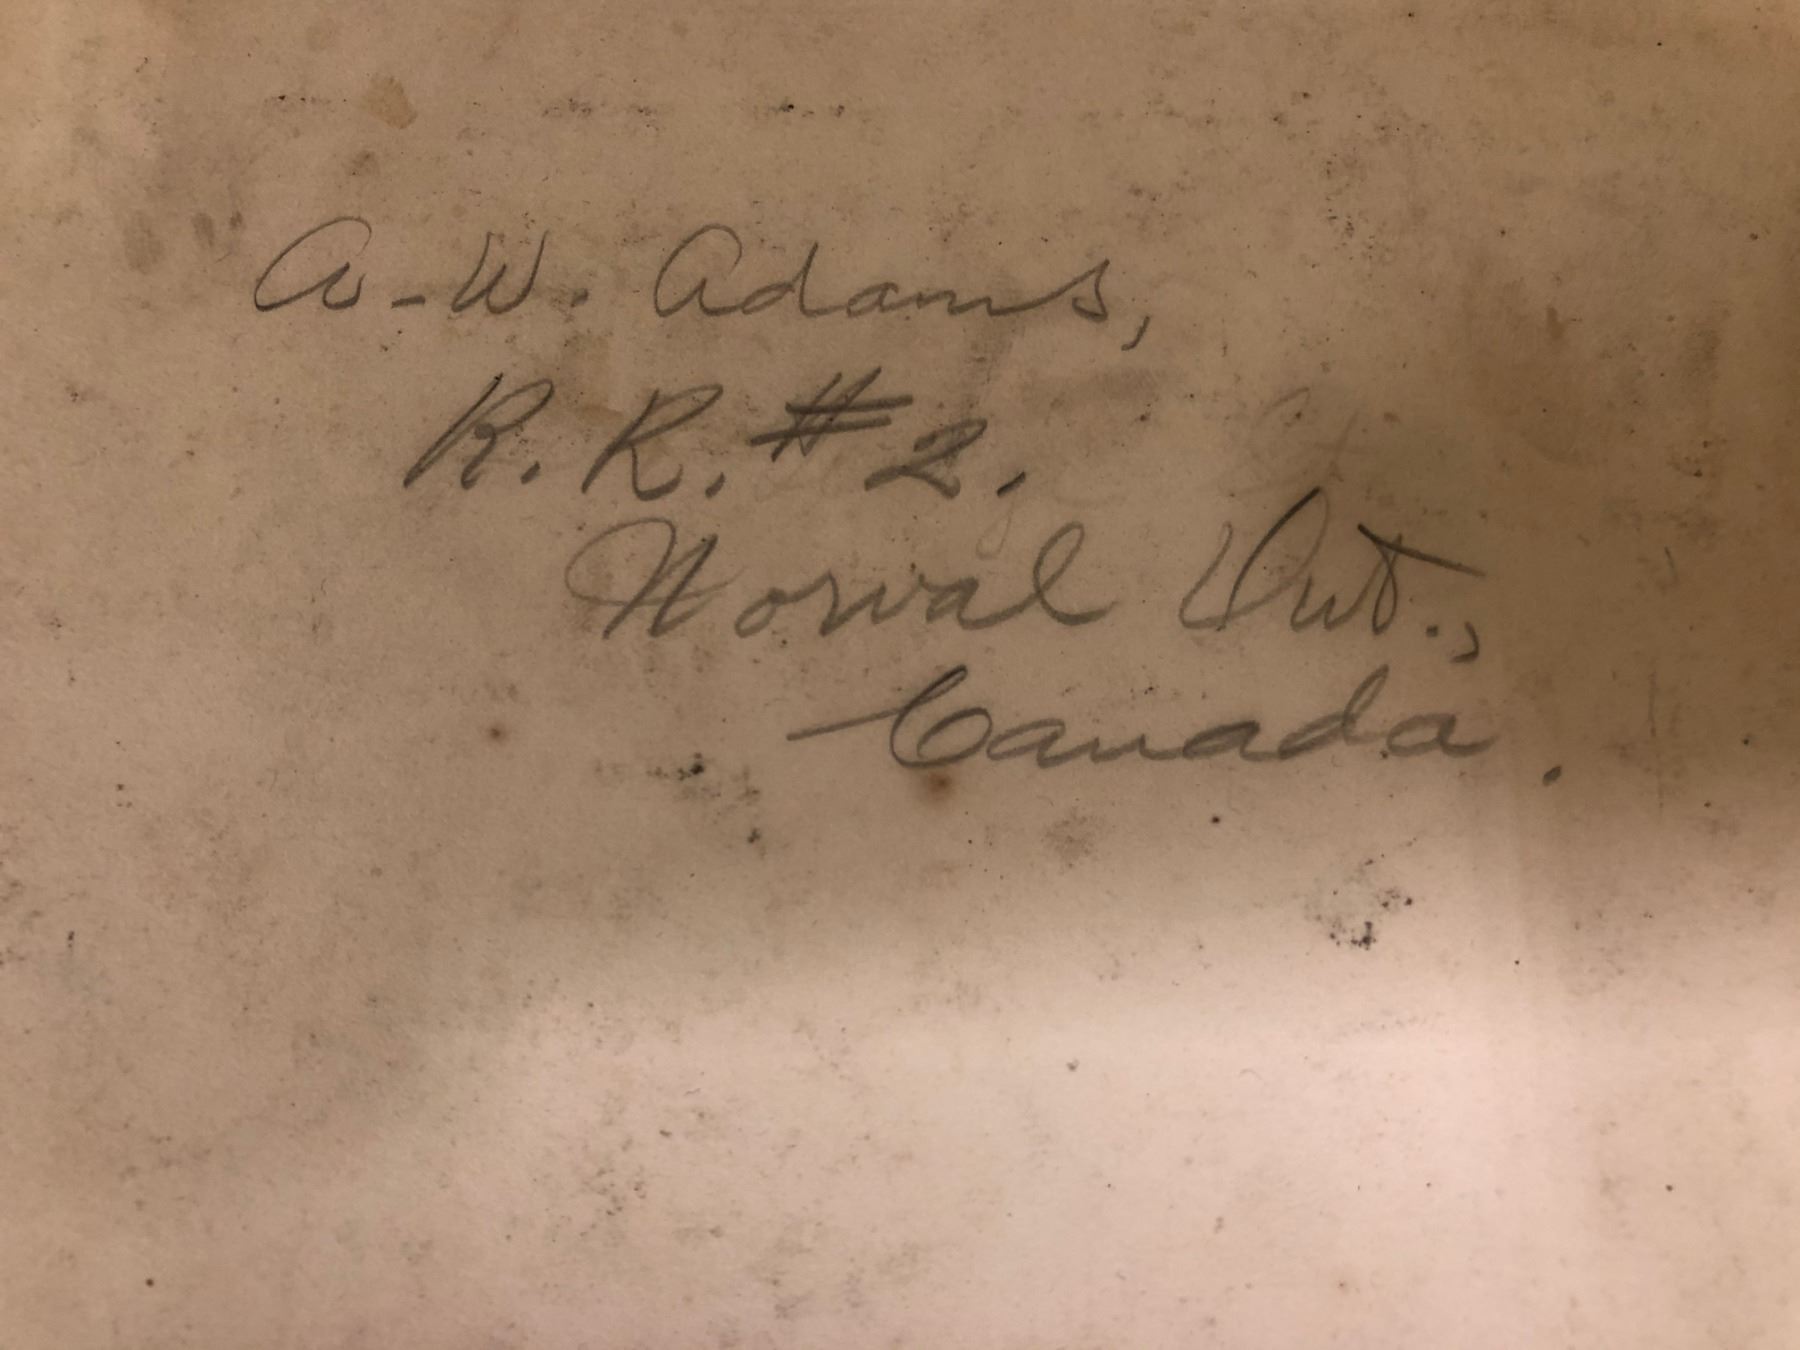 A-W. Adams,
R.R.#2.
Norval Ont.,
Canada.